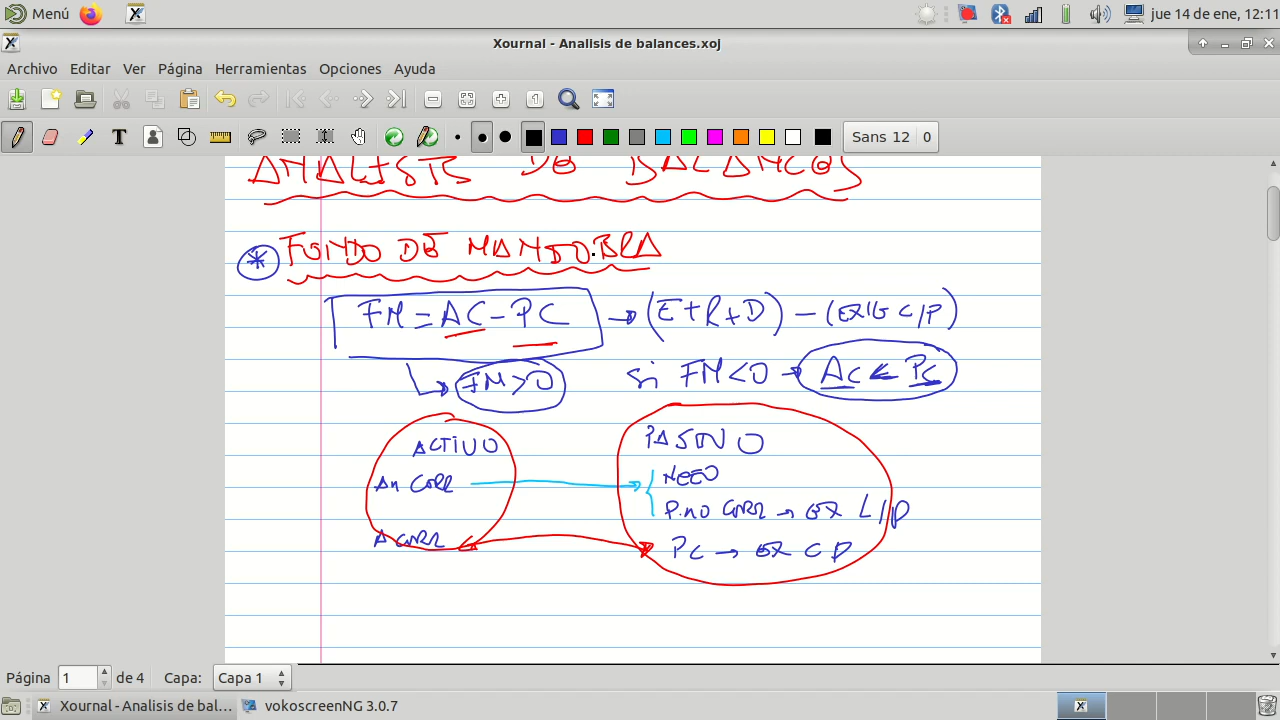 Menú
jue 14 de ene, 12:11
Xournal - Analisis de balances.xoj
Archivo Editar Ver Página Herramientas Opciones Ayuda
Sans 12 0
ANALISIS DE BALANCES
* FONDO DE MANIOBRA
FM = AC - PC → (E+R+D) - (EXIG C/P)
FM > 0 si FM < 0 → AC < PC
ACTIVO PASIVO
An CORR NETO
P. no CORR → EX L/P
A CORR PC → EX CP
Página 1 de 4 Capa: Capa 1
Xournal - Analisis de bal... vokoscreenNG 3.0.7